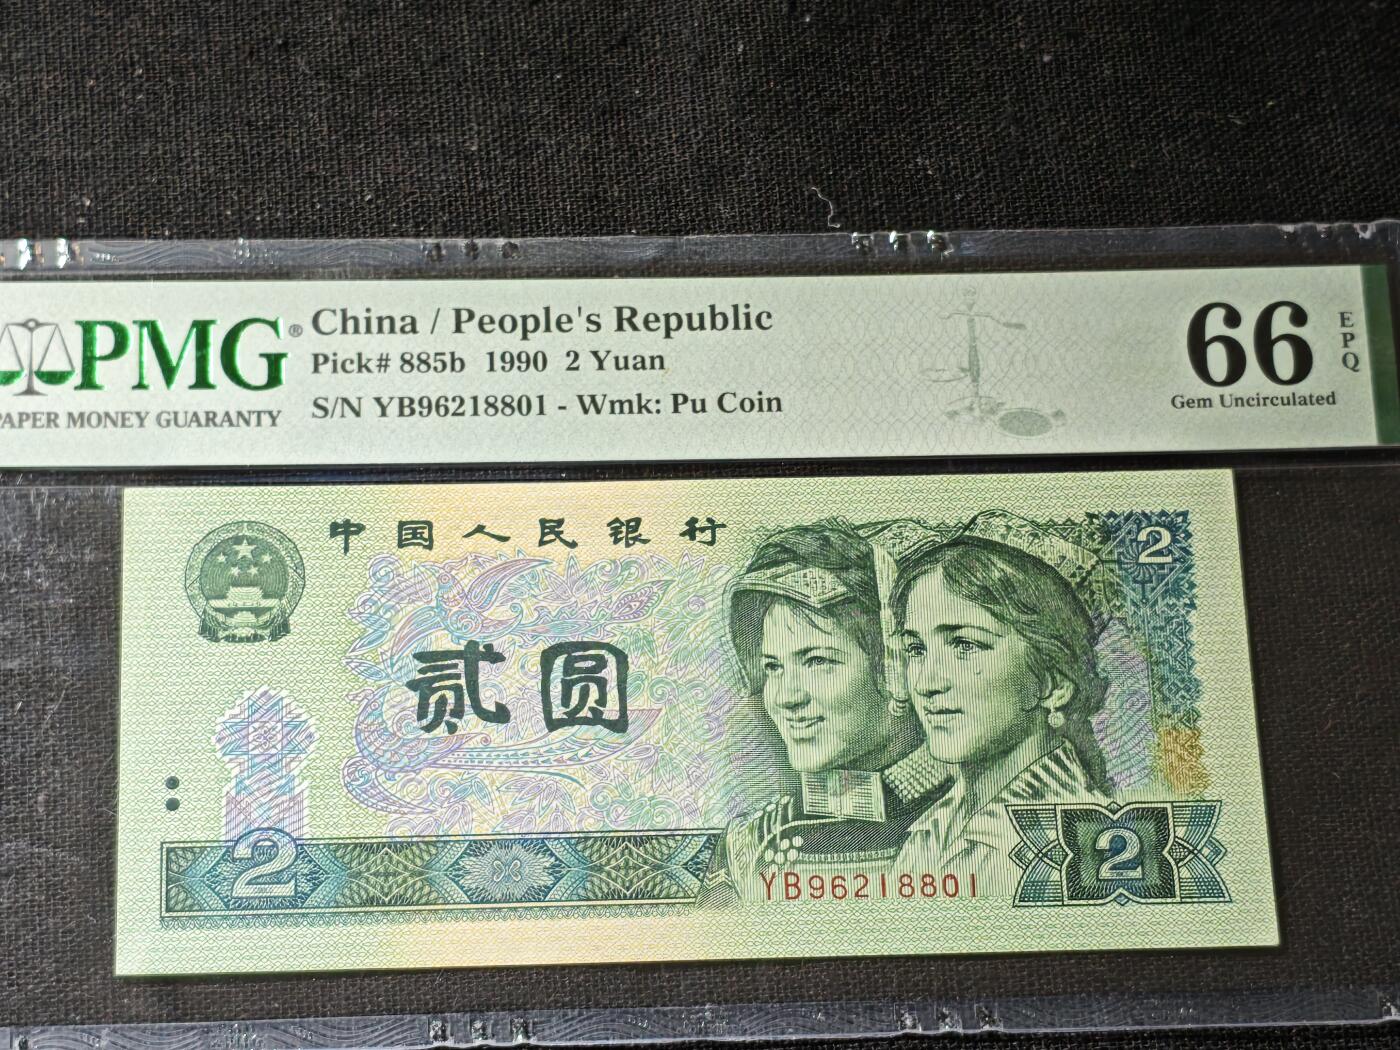 PMG®
PAPER MONEY GUARANTY
China / People's Republic
Pick# 885b 1990 2 Yuan
S/N YB96218801 - Wmk: Pu Coin
66
EPQ
Gem Uncirculated
中国人民银行
2
贰圆
2
2
YB96218801